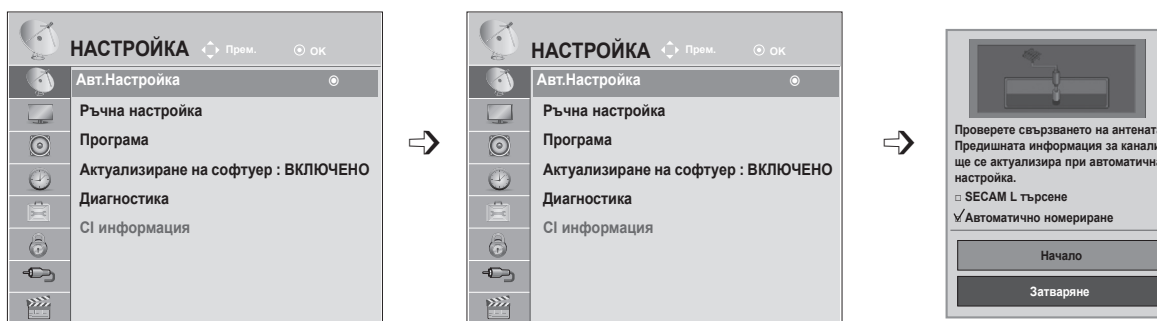 НАСТРОЙКА Прем. OK
Авт.Настройка
Ръчна настройка
Програма
Актуализиране на софтуер : ВКЛЮЧЕНО
Диагностика
CI информация
НАСТРОЙКА Прем. OK
Авт.Настройка
Ръчна настройка
Програма
Актуализиране на софтуер : ВКЛЮЧЕНО
Диагностика
CI информация
Проверете свързването на антената
Предишната информация за канали
ще се актуализира при автоматична
настройка.
SECAM L търсене
Автоматично номериране
Начало
Затваряне